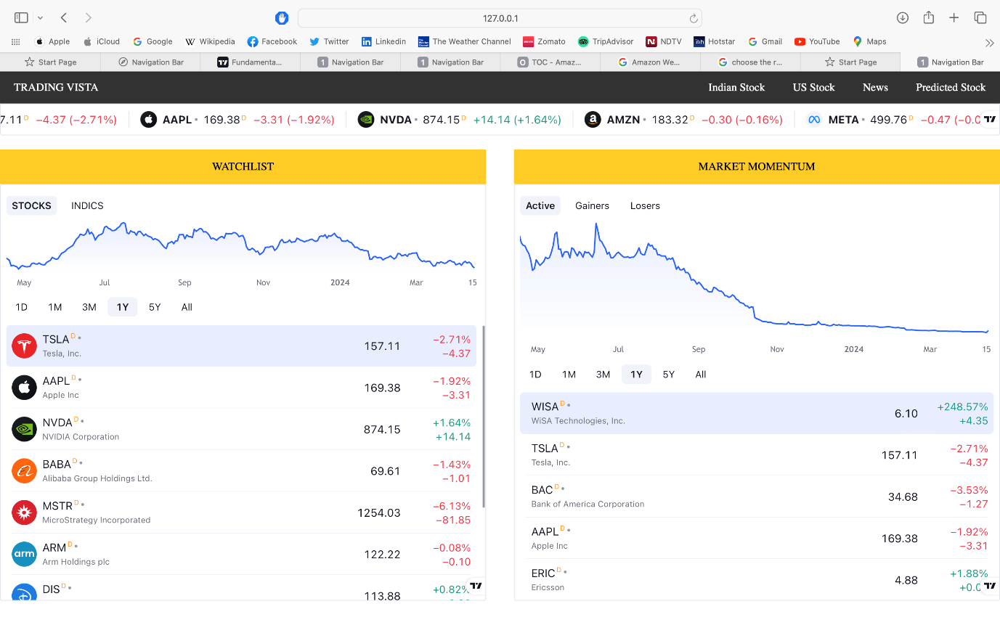 127.0.0.1
Apple iCloud Google Wikipedia Facebook Twitter Linkedin The Weather Channel Zomato TripAdvisor NDTV Hotstar Gmail YouTube Maps
Start Page Navigation Bar Fundamenta... 1 Navigation Bar 1 Navigation Bar O TOC - Amaz... Amazon We... choose the r... Start Page 1 Navigation Bar
TRADING VISTA Indian Stock US Stock News Predicted Stock
7.11 D −4.37 (−2.71%) AAPL • 169.38 D −3.31 (−1.92%) NVDA • 874.15 D +14.14 (+1.64%) AMZN • 183.32 D −0.30 (−0.16%) META • 499.76 D −0.47 (−0.0
WATCHLIST
STOCKS INDICS
May Jul Sep Nov 2024 Mar 15
1D 1M 3M 1Y 5Y All
TSLA D • 157.11 −2.71%
Tesla, Inc. −4.37
AAPL D • 169.38 −1.92%
Apple Inc −3.31
NVDA D • 874.15 +1.64%
NVIDIA Corporation +14.14
BABA D • 69.61 −1.43%
Alibaba Group Holdings Ltd. −1.01
MSTR D • 1254.03 −6.13%
MicroStrategy Incorporated −81.85
arm ARM D • 122.22 −0.08%
Arm Holdings plc −0.10
DIS D • 113.88 +0.82%
MARKET MOMENTUM
Active Gainers Losers
May Jul Sep Nov 2024 Mar 15
1D 1M 3M 1Y 5Y All
WISA D • 6.10 +248.57%
WiSA Technologies, Inc. +4.35
TSLA D • 157.11 −2.71%
Tesla, Inc. −4.37
BAC D • 34.68 −3.53%
Bank of America Corporation −1.27
AAPL D • 169.38 −1.92%
Apple Inc −3.31
ERIC D • 4.88 +1.88%
Ericsson +0.0